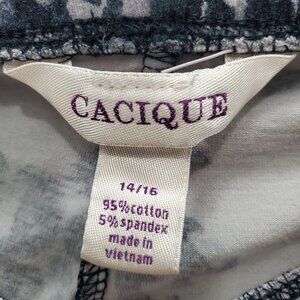 CACIQUE
14/16
95%cotton
5%spandex
made in
vietnam